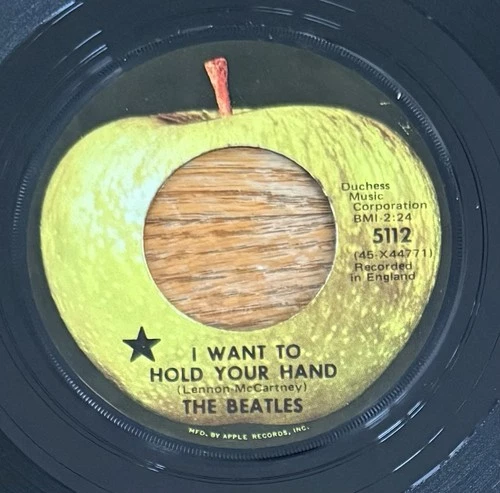 Duchess
Music
Corporation
BMI-2:24
5112
(45-X44771)
Recorded
in England
I WANT TO
HOLD YOUR HAND
(Lennon-McCartney)
THE BEATLES
MFD. BY APPLE RECORDS, INC.